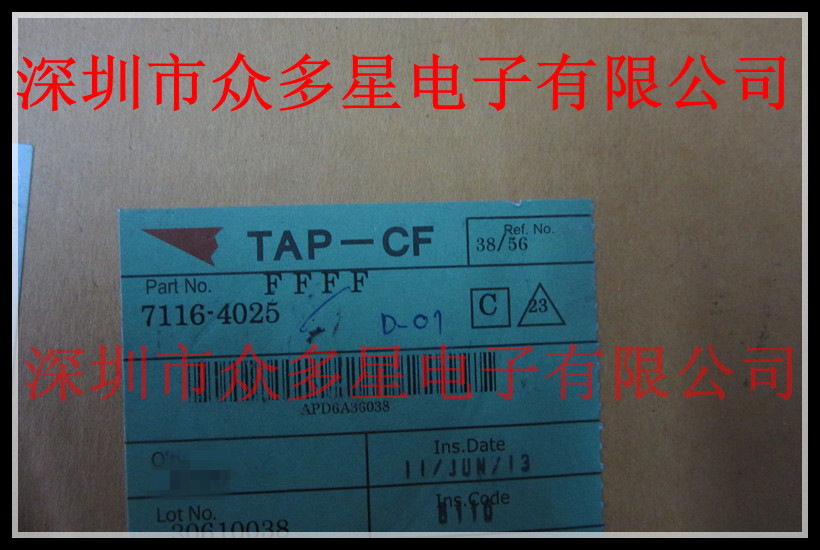 深圳市众多星电子有限公司
TAP-CF
Ref. No.
38/56
Part No.
F F F F
7116-4025
D-01
C
23
深圳市众多星电子有限公司
APD6A36038
Ins.Date
11/JUN/13
Lot No.
30610038
Ins.Code
8110